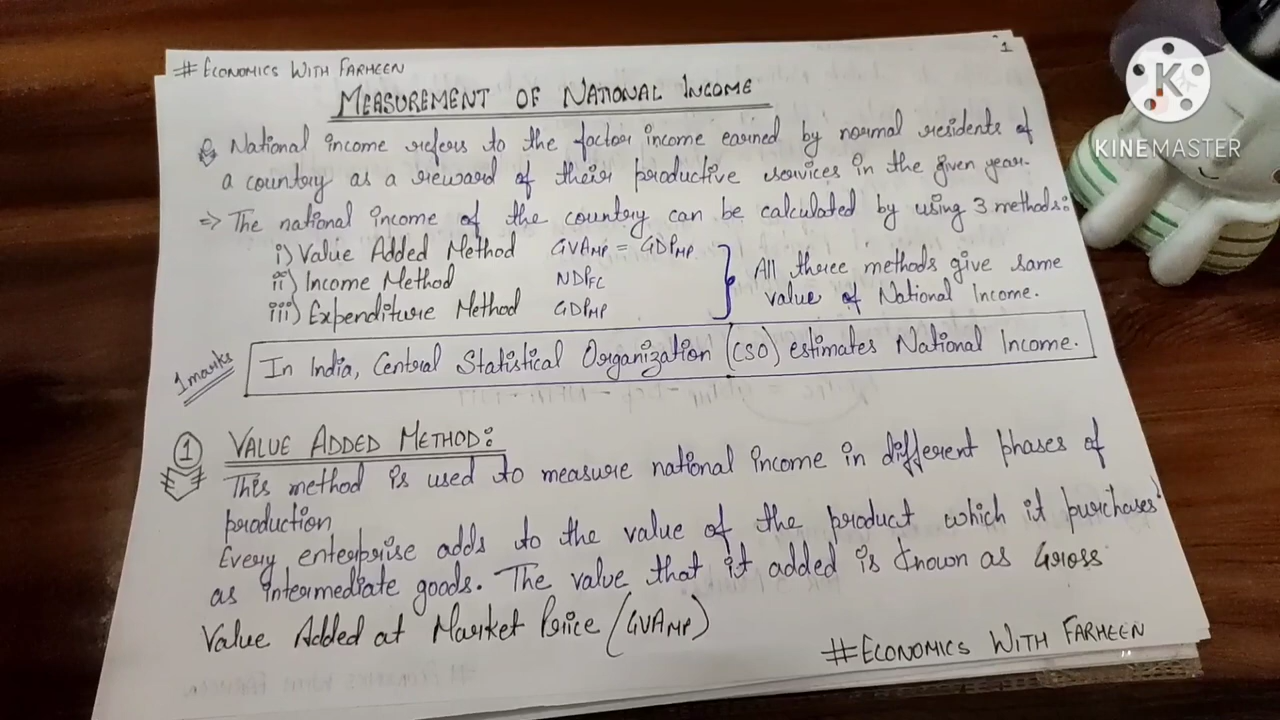 1
# ECONOMICS WITH FARHEEN
MEASUREMENT OF NATIONAL INCOME
National income refers to the factor income earned by normal residents of
a country as a reward of their productive services in the given year.
⇒ The national income of the country can be calculated by using 3 methods:
i) Value Added Method GVAMP = GDPMP
ii) Income Method NDPFC
iii) Expenditure Method GDPMP
} All three methods give same
value of National Income.
1 marks
In India, Central Statistical Organization (CSO) estimates National Income.
1 VALUE ADDED METHOD:
This method is used to measure national income in different phases of
production
Every enterprise adds to the value of the product which it purchases
as intermediate goods. The value that it added is known as Gross
Value Added at Market Price (GVAMP)
# ECONOMICS WITH FARHEEN
K
KINEMASTER